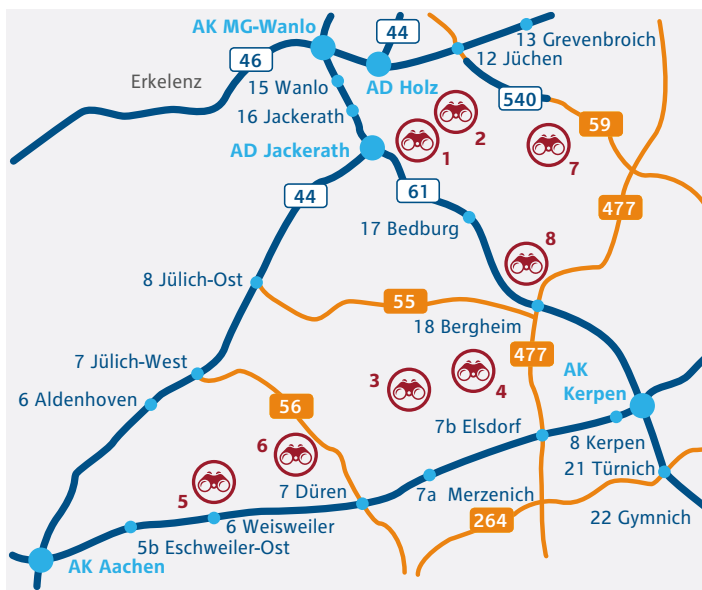 AK MG-Wanlo
44
13 Grevenbroich
12 Jüchen
46
Erkelenz
15 Wanlo
AD Holz
16 Jackerath
540
59
2
AD Jackerath
1
7
44
61
477
17 Bedburg
8
8 Jülich-Ost
55
18 Bergheim
477
7 Jülich-West
AK
Kerpen
3
4
6 Aldenhoven
56
7b Elsdorf
8 Kerpen
6
21 Türnich
5
7 Düren
7a Merzenich
6 Weisweiler
264
22 Gymnich
5b Eschweiler-Ost
AK Aachen